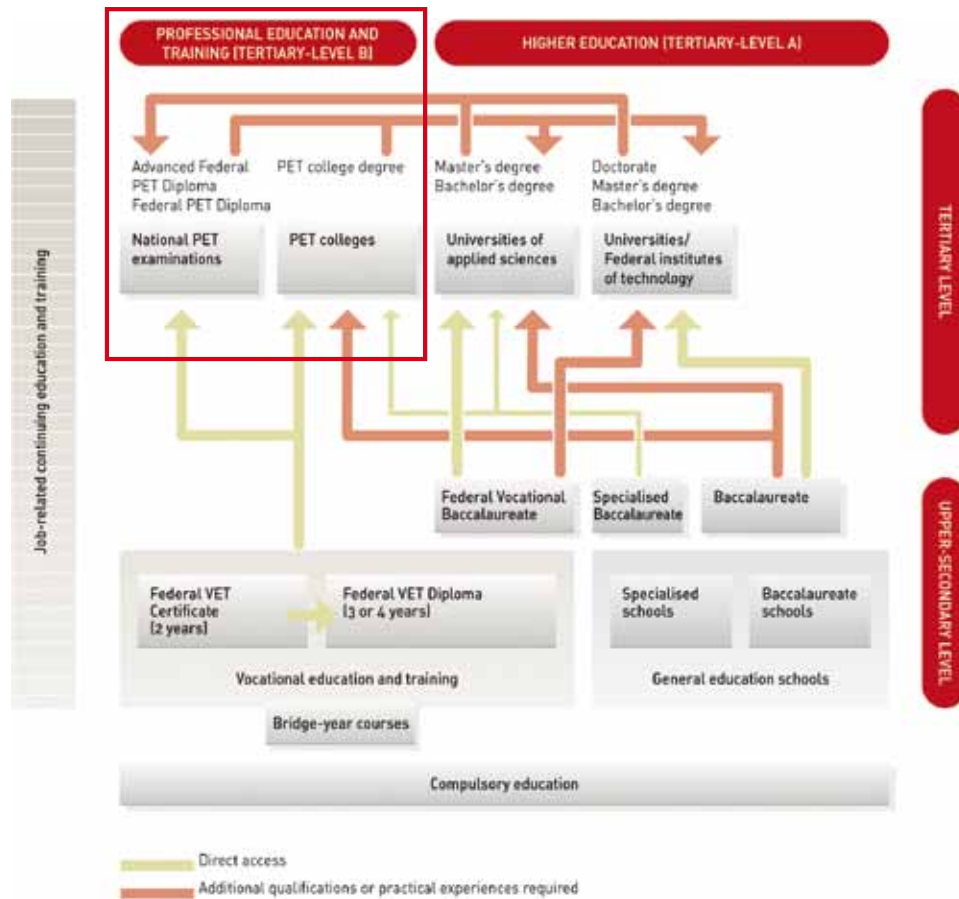 PROFESSIONAL EDUCATION AND
TRAINING (TERTIARY-LEVEL B)
HIGHER EDUCATION (TERTIARY-LEVEL A)
Advanced Federal
PET Diploma
Federal PET Diploma
PET college degree
Master's degree
Bachelor's degree
Doctorate
Master's degree
Bachelor's degree
National PET
examinations
PET colleges
Universities of
applied sciences
Universities/
Federal institutes
of technology
TERTIARY LEVEL
Job-related continuing education and training
Federal Vocational
Baccalaureate
Specialised
Baccalaureate
Baccalaureate
UPPER-SECONDARY LEVEL
Federal VET
Certificate
(2 years)
Federal VET Diploma
(3 or 4 years)
Specialised
schools
Baccalaureate
schools
Vocational education and training
General education schools
Bridge-year courses
Compulsory education
Direct access
Additional qualifications or practical experiences required